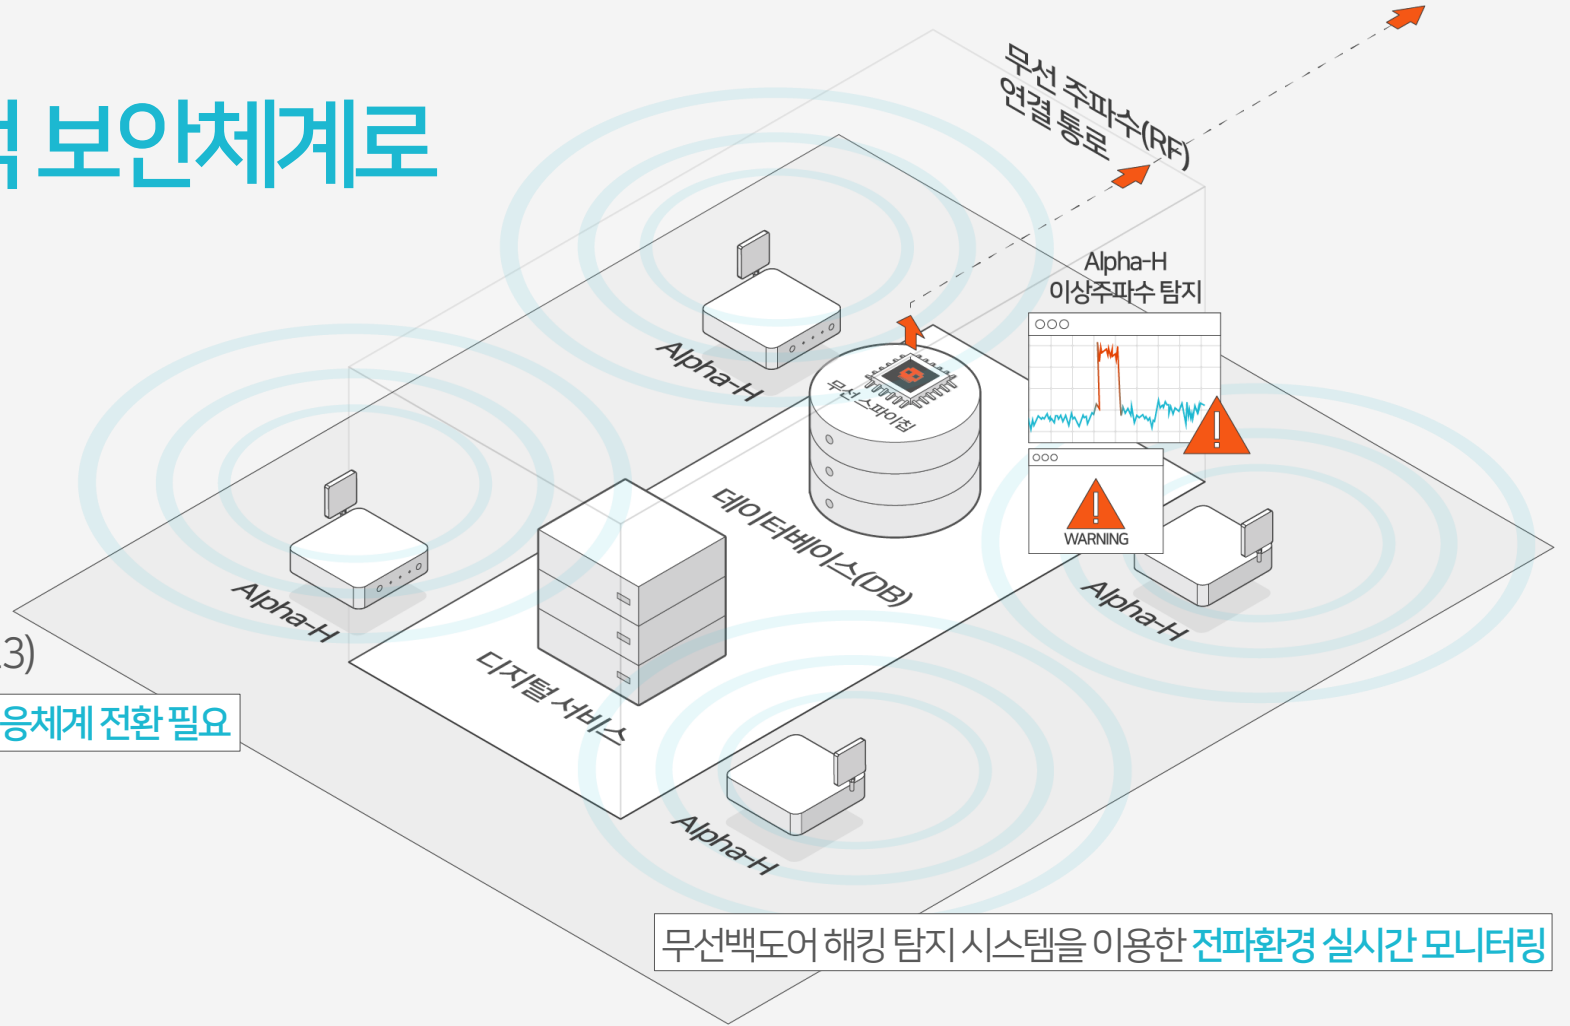 보안체계로
무선 주파수(RF)
연결 통로
Alpha-H
이상주파수 탐지
Alpha-H
무선 스파이칩
WARNING
데이터베이스(DB)
Alpha-H
Alpha-H
3)
디지털 서비스
응체계 전환 필요
Alpha-H
무선백도어 해킹 탐지 시스템을 이용한 전파환경 실시간 모니터링